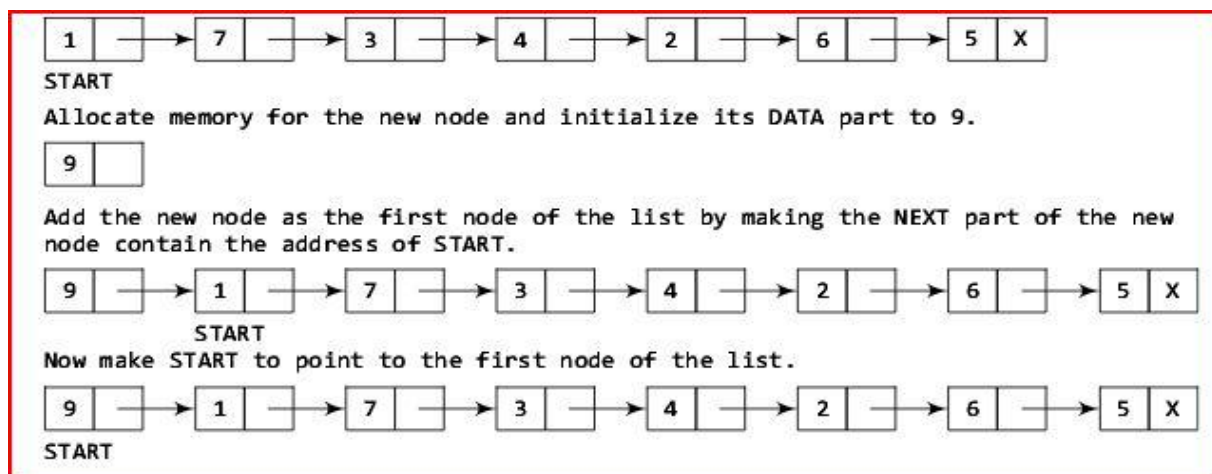 1 7 3 4 2 6 5 X
START
Allocate memory for the new node and initialize its DATA part to 9.
9
Add the new node as the first node of the list by making the NEXT part of the new
node contain the address of START.
9 1 7 3 4 2 6 5 X
START
Now make START to point to the first node of the list.
9 1 7 3 4 2 6 5 X
START